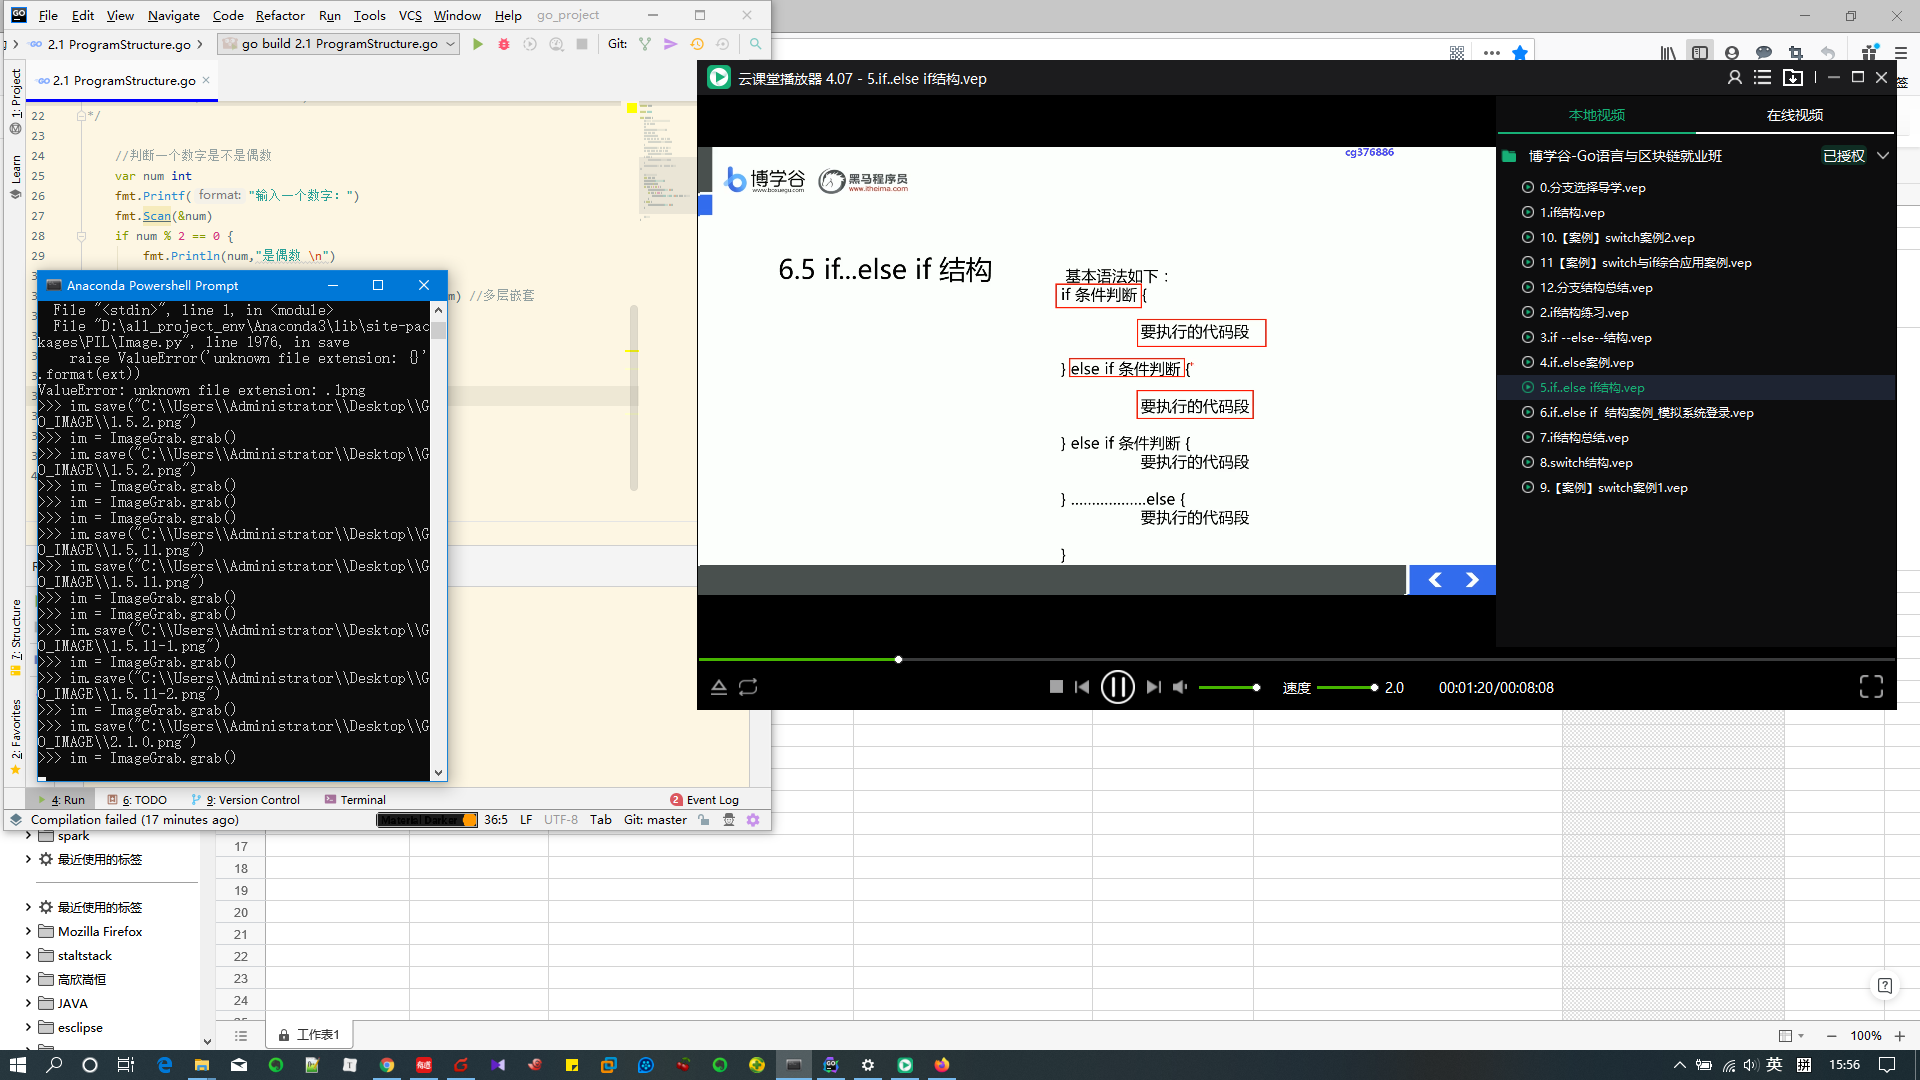 File Edit View Navigate Code Refactor Run Tools VCS Window Help go_project
2.1 ProgramStructure.go
go build 2.1 ProgramStructure.go
Git:
2.1 ProgramStructure.go
1: Project
Learn
7: Structure
2: Favorites
22 */
23
24 //判断一个数字是不是偶数
25 var num int
26 fmt.Printf( format: "输入一个数字: ")
27 fmt.Scan(&num)
28 if num % 2 == 0 {
29 fmt.Println(num,"是偶数 \n")
m) //多层嵌套
Anaconda Powershell Prompt
File "<stdin>", line 1, in <module>
File "D:\all_project_env\Anaconda3\lib\site-pac
kages\PIL\Image.py", line 1976, in save
raise ValueError('unknown file extension: {}'
.format(ext))
ValueError: unknown file extension: .1png
>>> im.save("C:\\Users\\Administrator\\Desktop\\G
O_IMAGE\\1.5.2.png")
>>> im = ImageGrab.grab()
>>> im.save("C:\\Users\\Administrator\\Desktop\\G
O_IMAGE\\1.5.2.png")
>>> im = ImageGrab.grab()
>>> im = ImageGrab.grab()
>>> im = ImageGrab.grab()
>>> im.save("C:\\Users\\Administrator\\Desktop\\G
O_IMAGE\\1.5.11.png")
>>> im.save("C:\\Users\\Administrator\\Desktop\\G
O_IMAGE\\1.5.11.png")
>>> im = ImageGrab.grab()
>>> im = ImageGrab.grab()
>>> im.save("C:\\Users\\Administrator\\Desktop\\G
O_IMAGE\\1.5.11-1.png")
>>> im = ImageGrab.grab()
>>> im.save("C:\\Users\\Administrator\\Desktop\\G
O_IMAGE\\1.5.11-2.png")
>>> im = ImageGrab.grab()
>>> im.save("C:\\Users\\Administrator\\Desktop\\G
O_IMAGE\\2.1.0.png")
>>> im = ImageGrab.grab()
4: Run 6: TODO 9: Version Control Terminal 2 Event Log
Compilation failed (17 minutes ago) Material Darker 36:5 LF UTF-8 Tab Git: master
云课堂播放器 4.07 - 5.if..else if结构.vep
cg376886
博学谷
www.boxuegu.com
黑马程序员
www.itheima.com
6.5 if...else if 结构
基本语法如下：
if 条件判断 {
要执行的代码段
} else if 条件判断 {
要执行的代码段
} else if 条件判断 {
要执行的代码段
} ..................else {
要执行的代码段
}
速度 2.0 00:01:20/00:08:08
本地视频 在线视频
博学谷-Go语言与区块链就业班 已授权
0.分支选择导学.vep
1.if结构.vep
10.【案例】switch案例2.vep
11【案例】switch与if综合应用案例.vep
12.分支结构总结.vep
2.if结构练习.vep
3.if --else--结构.vep
4.if..else案例.vep
5.if..else if结构.vep
6.if..else if 结构案例_模拟系统登录.vep
7.if结构总结.vep
8.switch结构.vep
9.【案例】switch案例1.vep
签
spark
最近使用的标签
最近使用的标签
Mozilla Firefox
staltstack
高欣嵩恒
JAVA
esclipse
17
18
19
20
21
22
23
24
工作表1
100%
英 拼 15:56